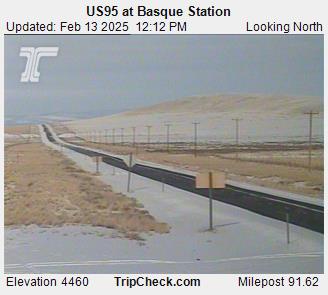 US95 at Basque Station
Updated: Feb 13 2025 12:12 PM Looking North
Elevation 4460 TripCheck.com Milepost 91.62